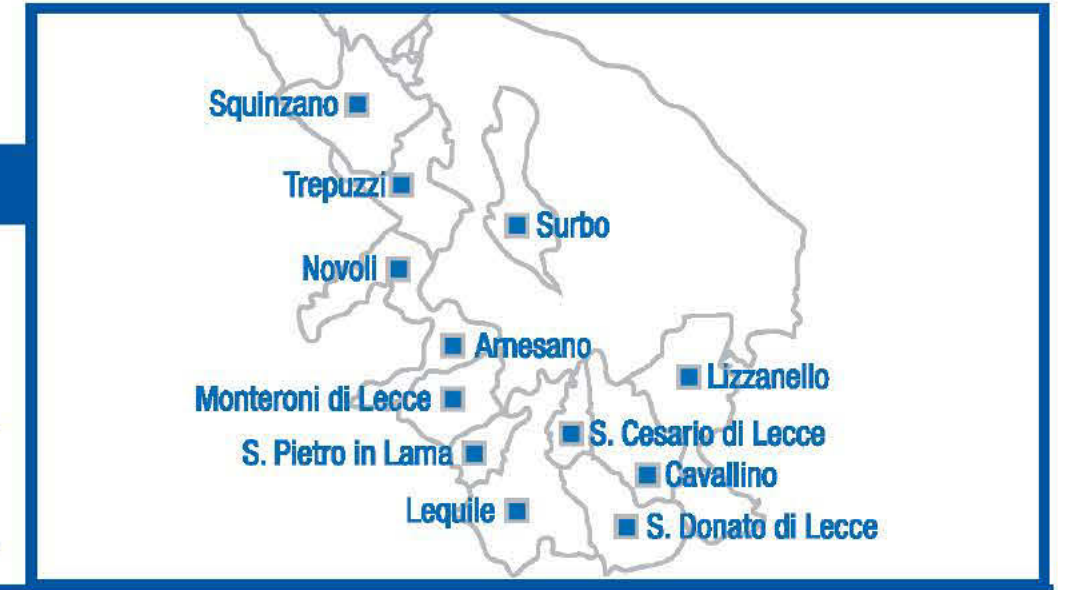 Squinzano
Trepuzzi
Surbo
Novoli
Arnesano
Lizzanello
Monteroni di Lecce
S. Cesario di Lecce
S. Pietro in Lama
Cavallino
Lequile
S. Donato di Lecce